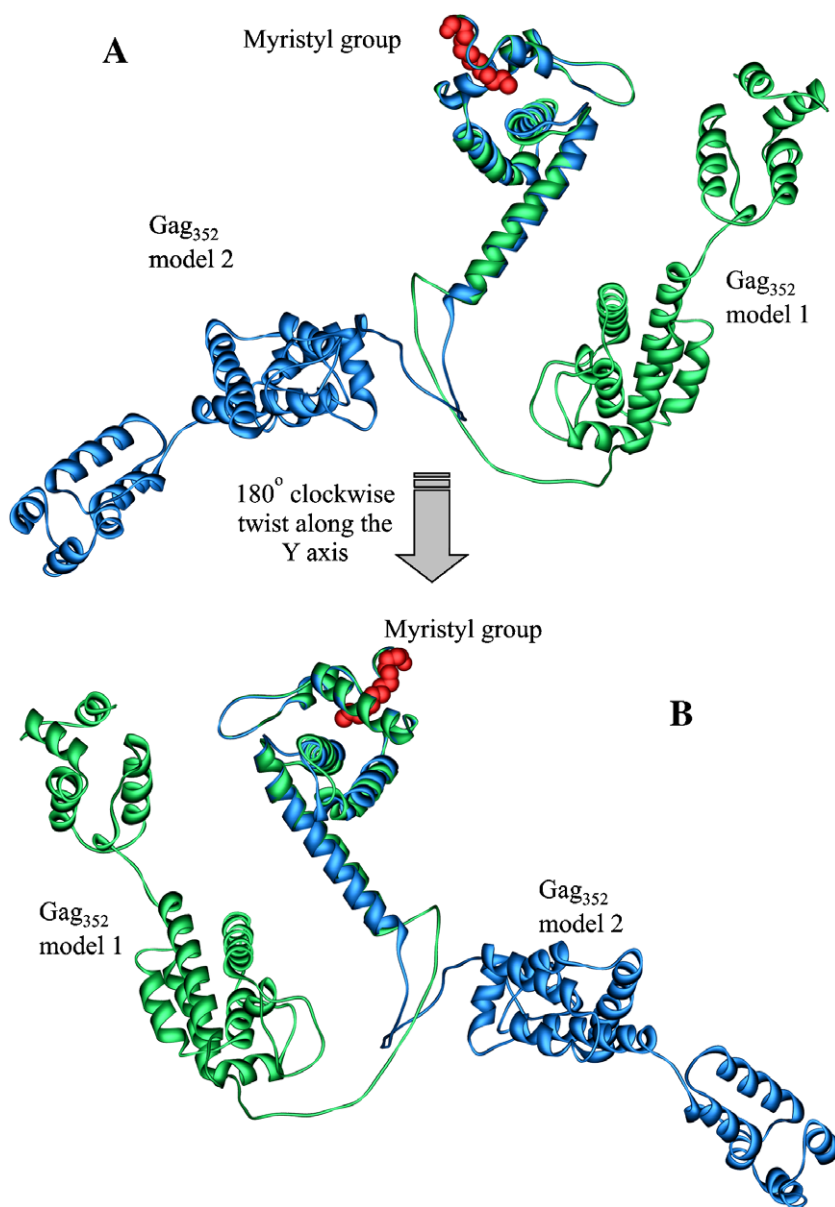 A
Myristyl group
Gag352
model 2
Gag352
model 1
180° clockwise
twist along the
Y axis
Myristyl group
B
Gag352
model 1
Gag352
model 2